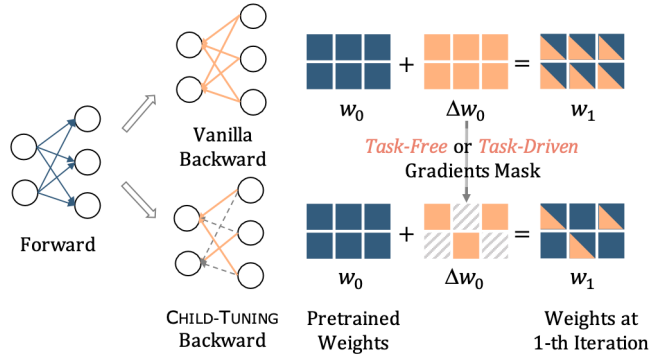 +
=
w₀
Δw₀
w₁
Vanilla
Backward
Task-Free or Task-Driven
Gradients Mask
Forward
+
=
w₀
Δw₀
w₁
CHILD-TUNING
Backward
Pretrained
Weights
Weights at
1-th Iteration